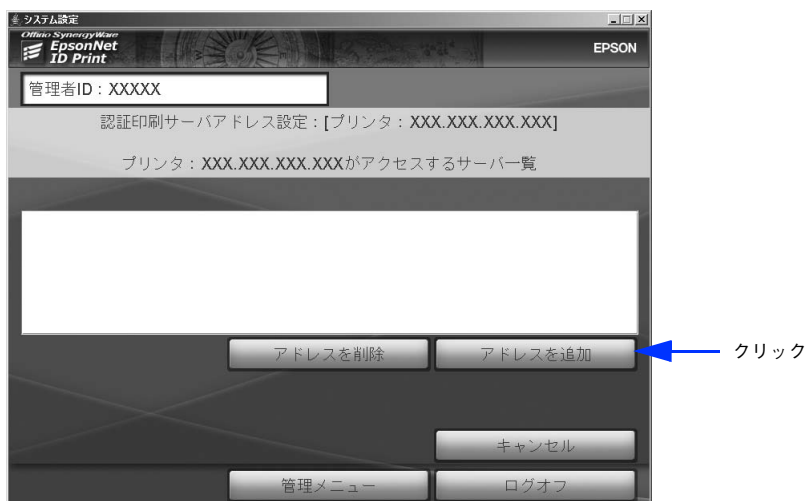 システム設定
Offirio SynergyWare
EpsonNet
ID Print
EPSON
管理者ID：XXXXX
認証印刷サーバアドレス設定：[プリンタ：XXX.XXX.XXX.XXX]
プリンタ：XXX.XXX.XXX.XXXがアクセスするサーバ一覧
アドレスを削除
アドレスを追加
クリック
キャンセル
管理メニュー
ログオフ